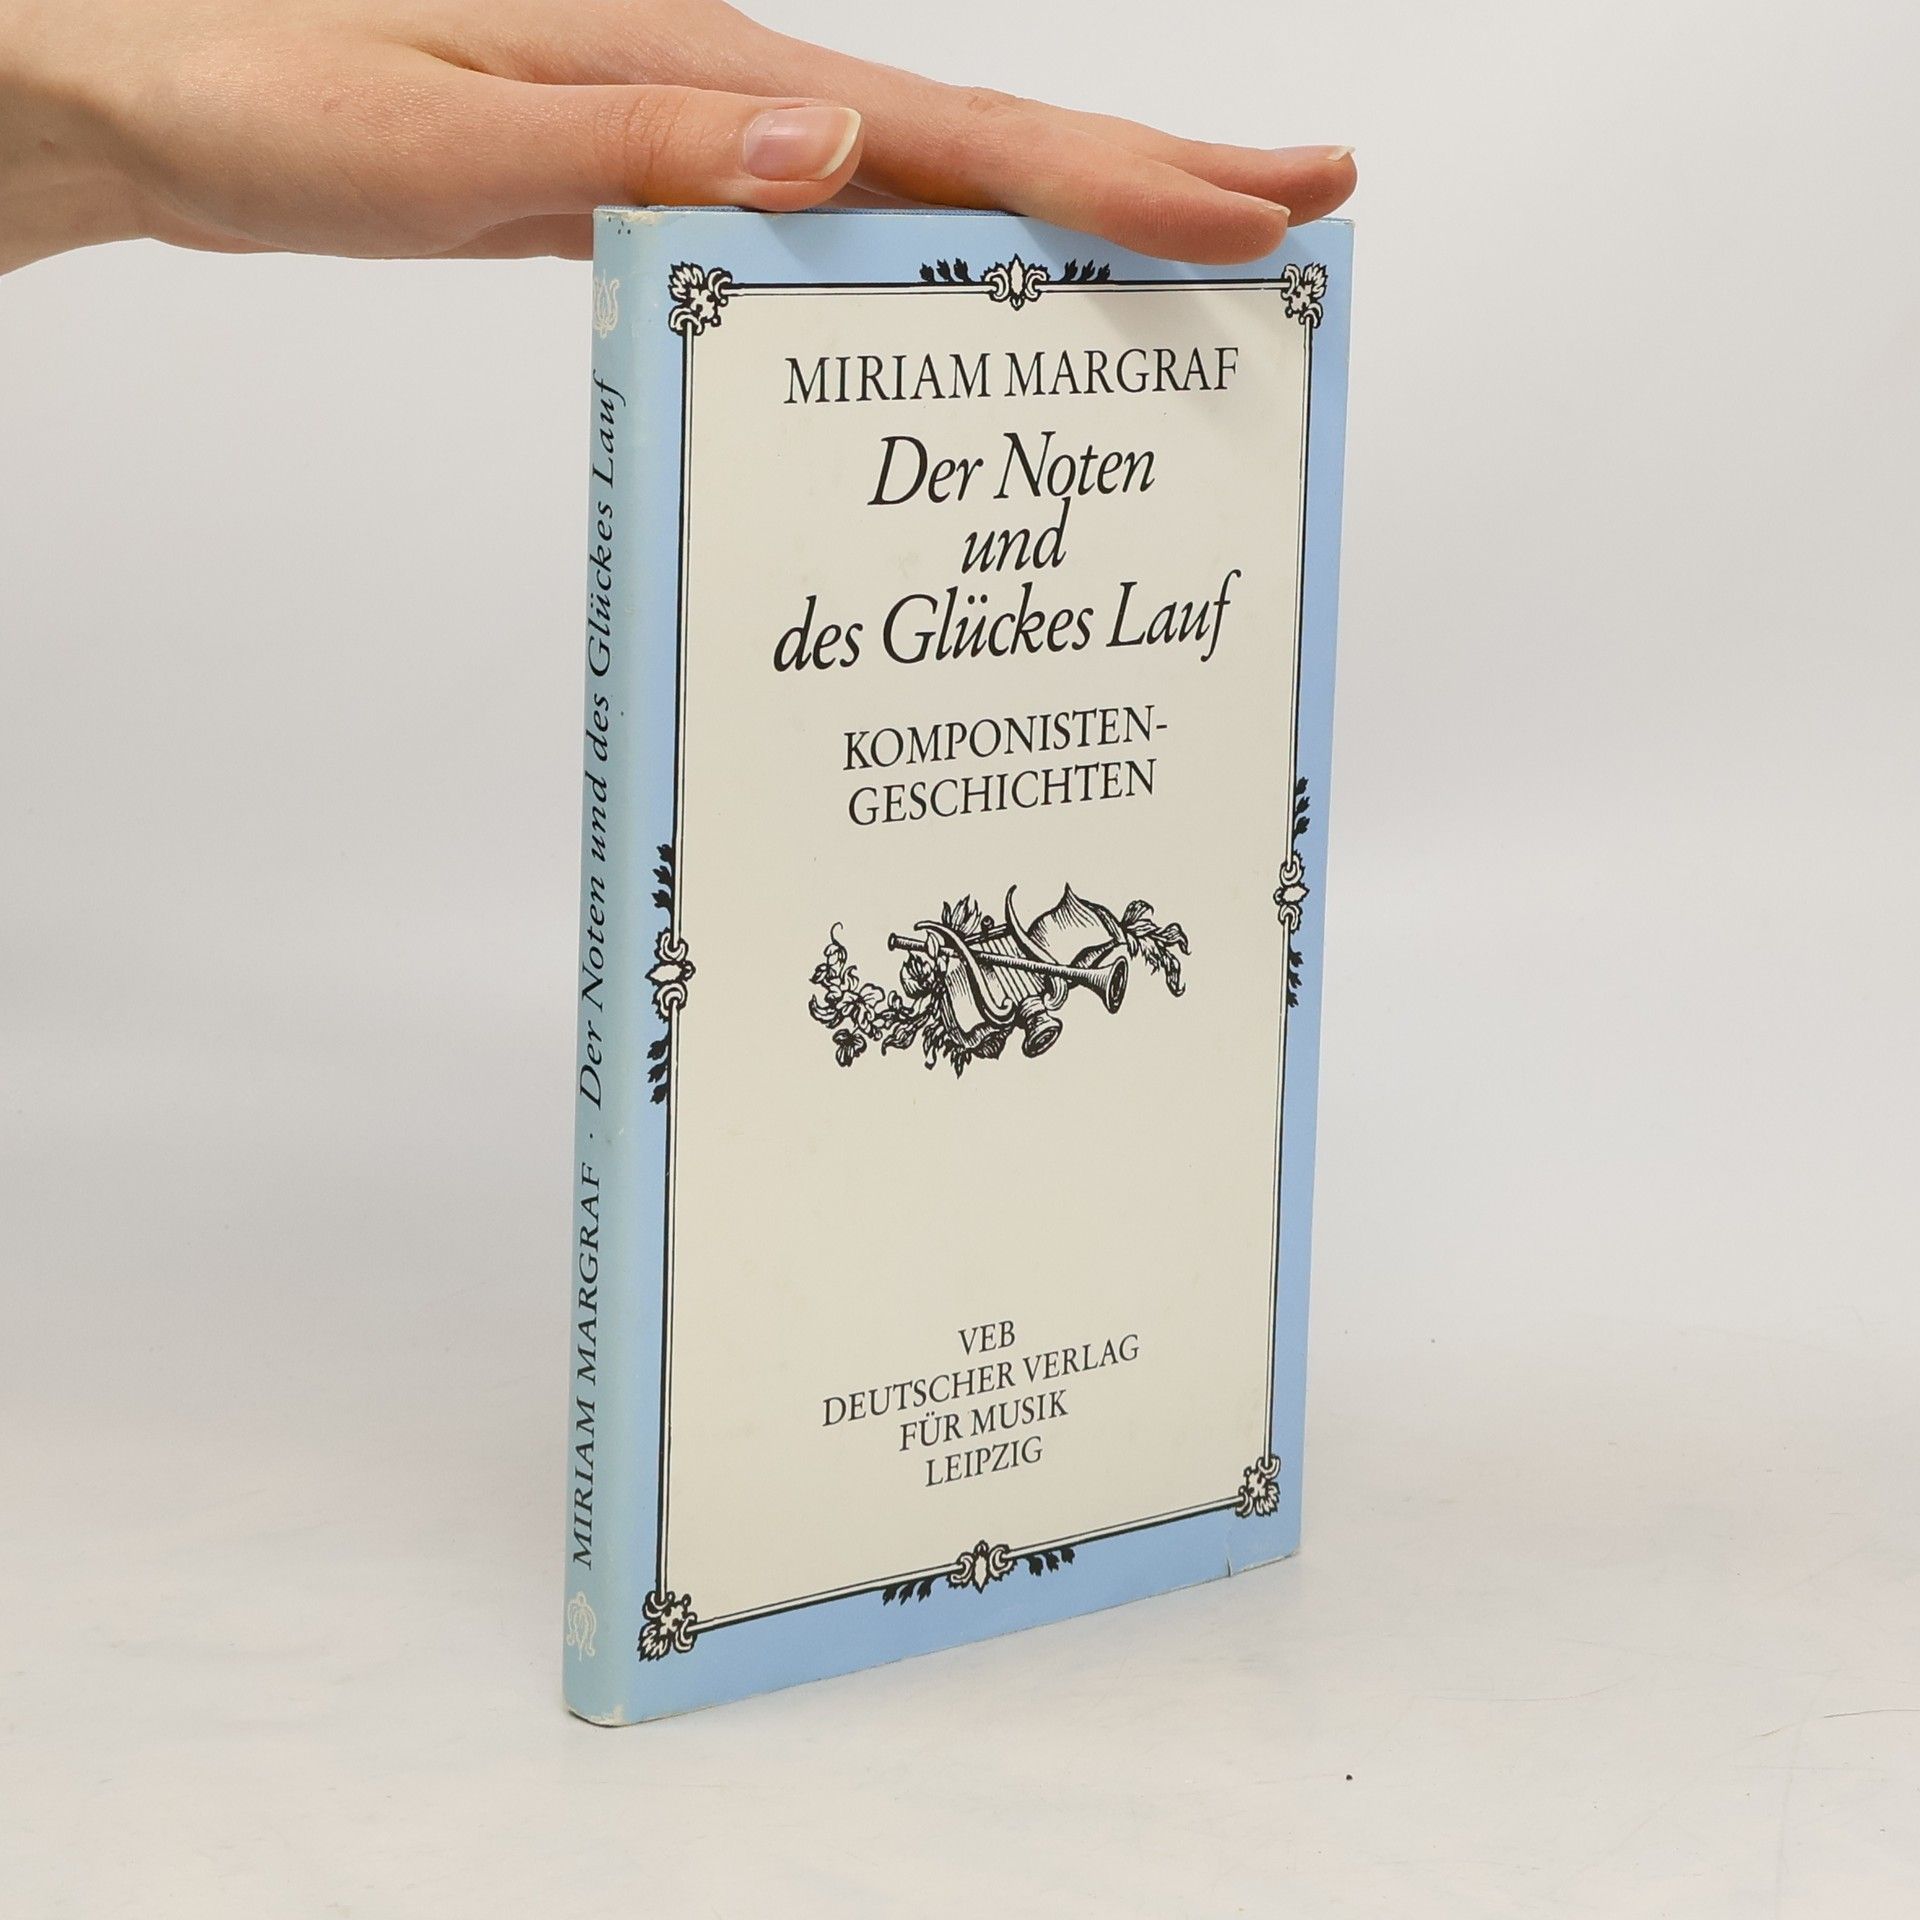 MIRIAM MARGRAF
Der Noten
und
des Glückes Lauf
KOMPONISTEN-
GESCHICHTEN
VEB
DEUTSCHER VERLAG
FÜR MUSIK
LEIPZIG
MIRIAM MARGRAF · Der Noten und des Glückes Lauf